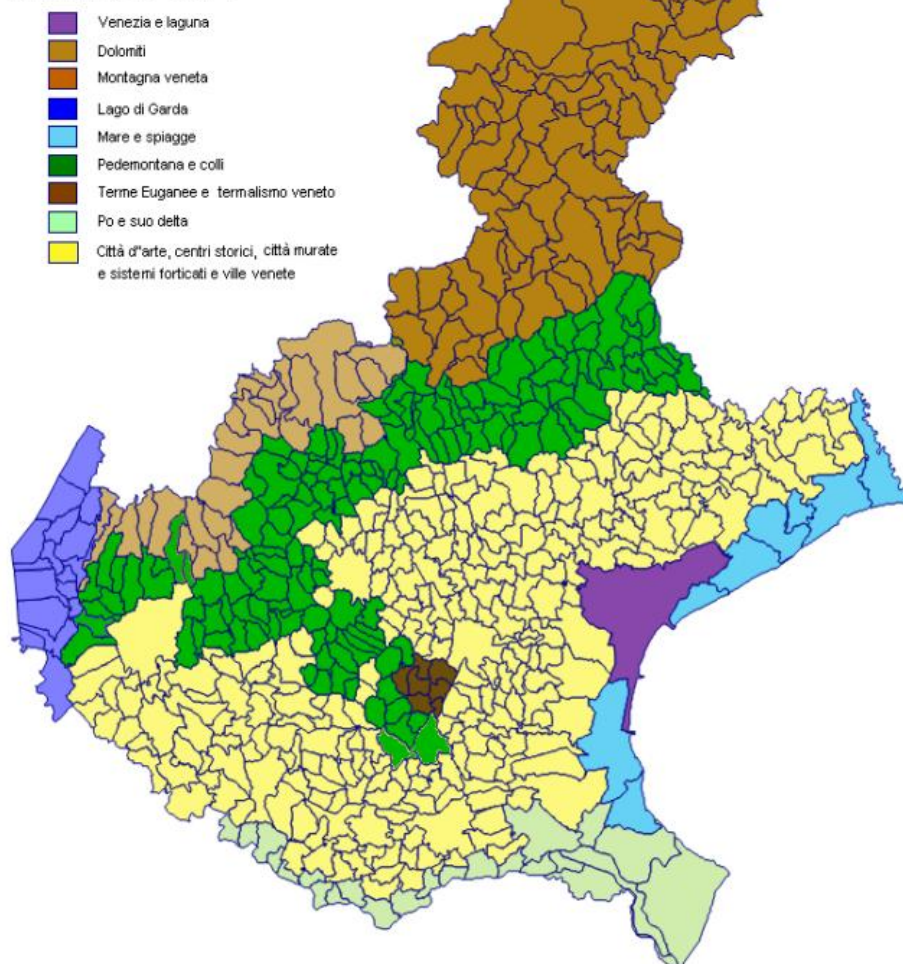 Venezia e laguna
Dolomiti
Montagna veneta
Lago di Garda
Mare e spiagge
Pedemontana e colli
Terme Euganee e termalismo veneto
Po e suo delta
Città d"arte, centri storici, città murate
e sistemi forticati e ville venete